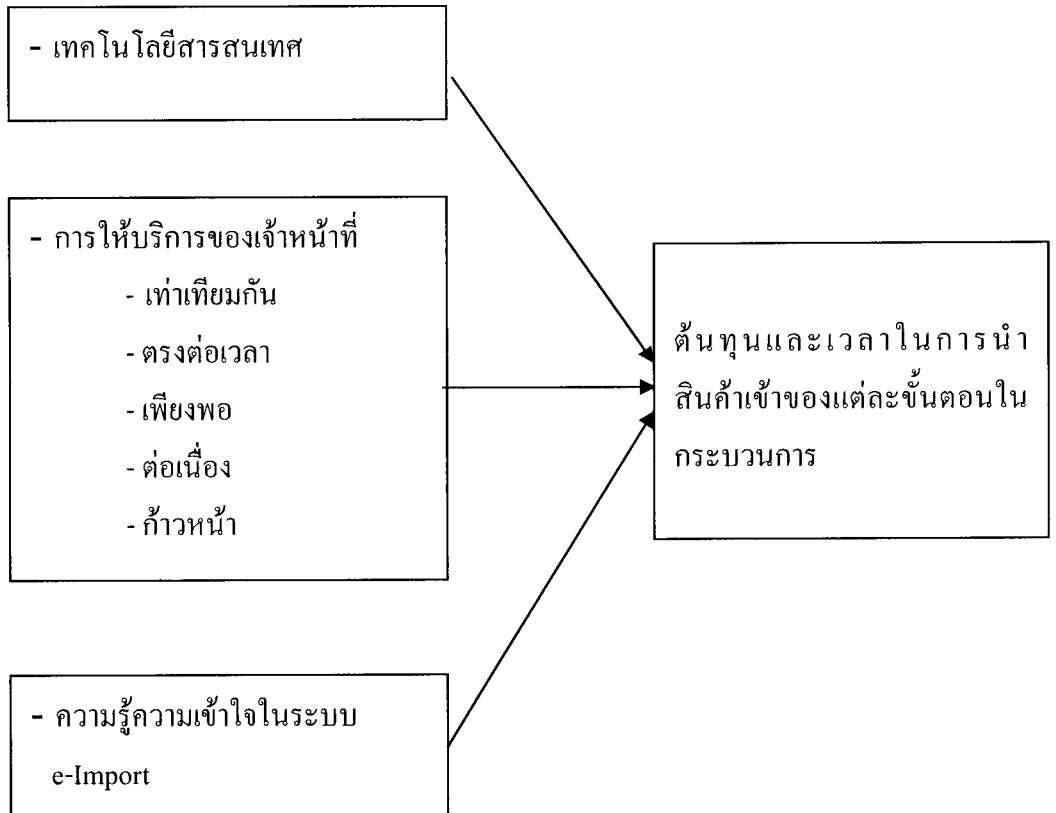 - เทคโนโลยีสารสนเทศ
- การให้บริการของเจ้าหน้าที่
- เท่าเทียมกัน
- ตรงต่อเวลา
- เพียงพอ
- ต่อเนื่อง
- ก้าวหน้า
- ความรู้ความเข้าใจในระบบ
e-Import
ต้นทุนและเวลาในการนำ
สินค้าเข้าของแต่ละขั้นตอนใน
กระบวนการ